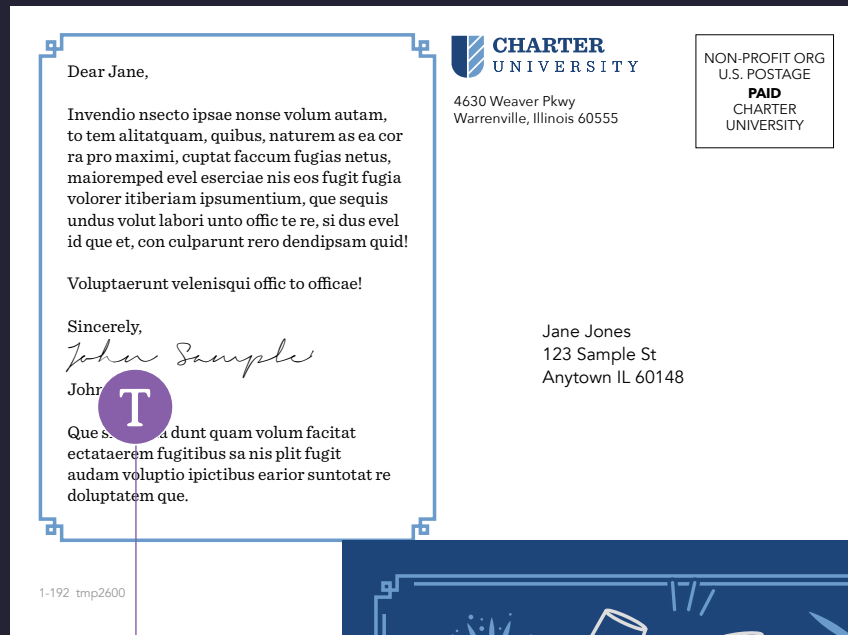 Dear Jane,
Invendio nsecto ipsae nonse volum autam,
to tem alitatquam, quibus, naturem as ea cor
ra pro maximi, cuptat faccum fugias netus,
maioremped evel eserciae nis eos fugit fugia
volorer itiberiam ipsumentium, que sequis
undus volut labori unto offic te re, si dus evel
id que et, con culparunt rero dendipsam quid!
Voluptaerunt velenisqui offic to officae!
Sincerely,
John Sample
T
Que dunt quam volum facitat
ectataerem fugitibus sa nis plit fugit
audam voluptio ipictibus earior suntotat re
doluptatem que.
1-192 tmp2600
CHARTER
UNIVERSITY
4630 Weaver Pkwy
Warrenville, Illinois 60555
NON-PROFIT ORG
U.S. POSTAGE
PAID
CHARTER
UNIVERSITY
Jane Jones
123 Sample St
Anytown IL 60148